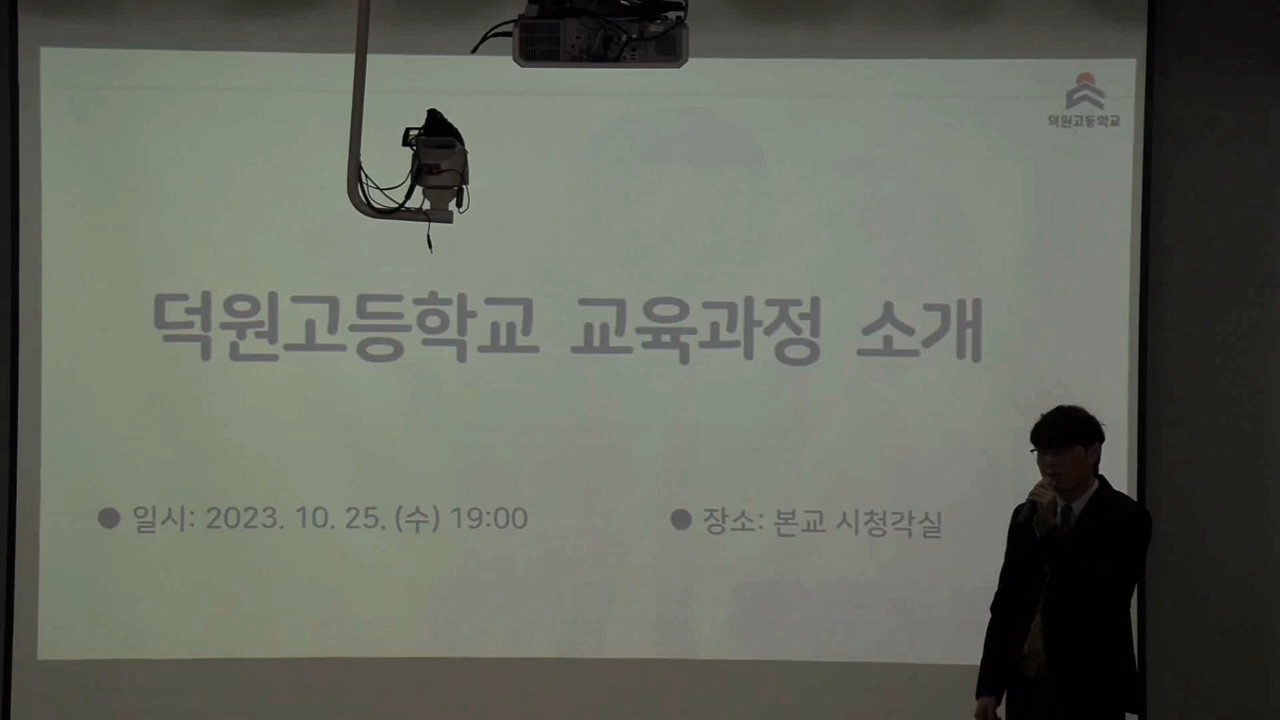 덕원고등학교
덕원고등학교 교육과정 소개
● 일시: 2023. 10. 25. (수) 19:00
● 장소: 본교 시청각실